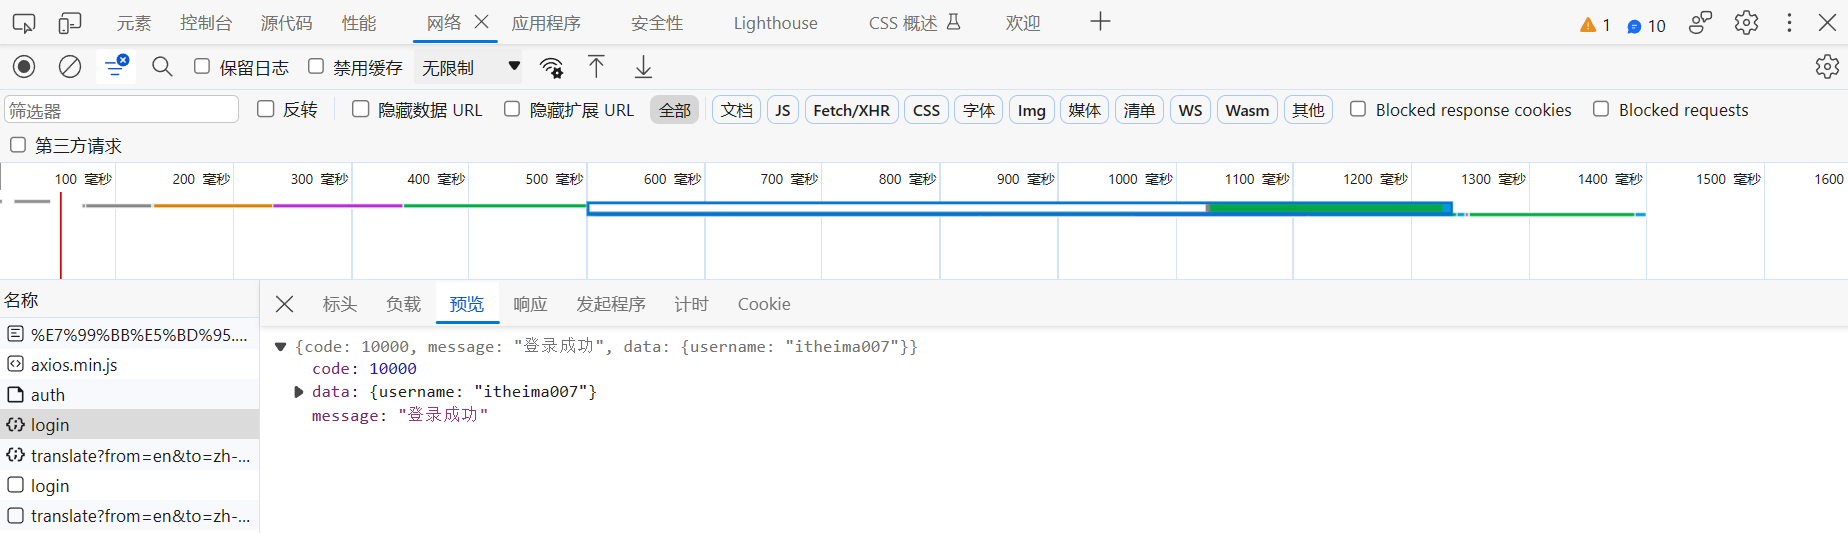 元素 控制台 源代码 性能 网络 应用程序 安全性 Lighthouse CSS 概述 欢迎 1 10
保留日志 禁用缓存 无限制
筛选器 反转 隐藏数据 URL 隐藏扩展 URL 全部 文档 JS Fetch/XHR CSS 字体 Img 媒体 清单 WS Wasm 其他 Blocked response cookies Blocked requests
第三方请求
100 毫秒 200 毫秒 300 毫秒 400 毫秒 500 毫秒 600 毫秒 700 毫秒 800 毫秒 900 毫秒 1000 毫秒 1100 毫秒 1200 毫秒 1300 毫秒 1400 毫秒 1500 毫秒 1600
名称
%E7%99%BB%E5%BD%95....
axios.min.js
auth
login
translate?from=en&to=zh-...
login
translate?from=en&to=zh-...
标头 负载 预览 响应 发起程序 计时 Cookie
{code: 10000, message: "登录成功", data: {username: "itheima007"}}
code: 10000
data: {username: "itheima007"}
message: "登录成功"